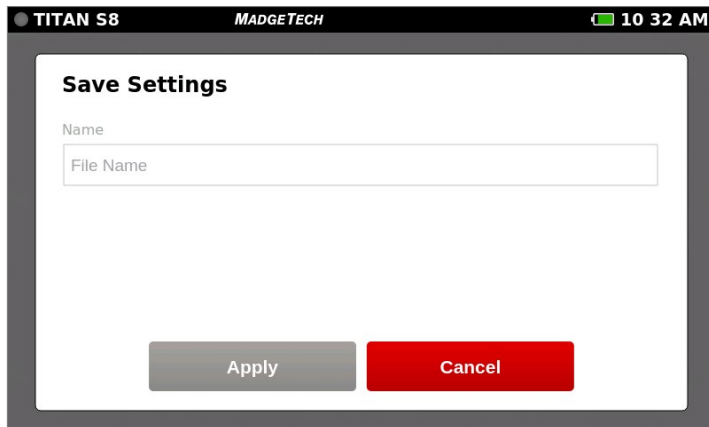 TITAN S8 MADGETECH 10 32 AM
Save Settings
Name
File Name
Apply Cancel